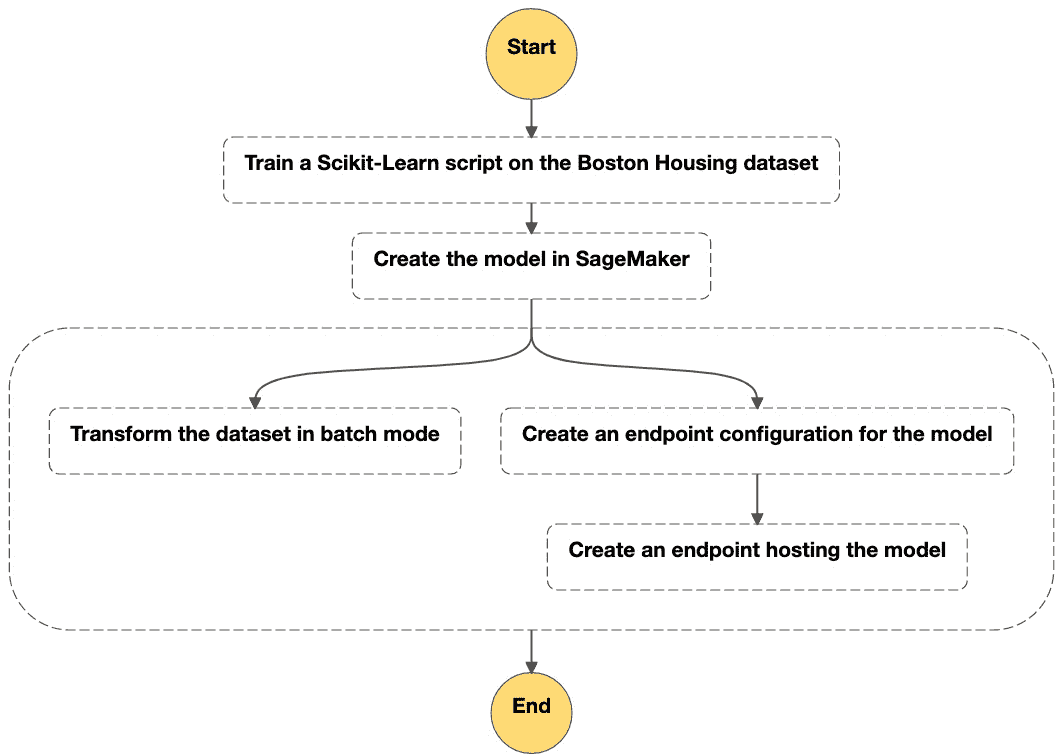 Start
Train a Scikit-Learn script on the Boston Housing dataset
Create the model in SageMaker
Transform the dataset in batch mode
Create an endpoint configuration for the model
Create an endpoint hosting the model
End